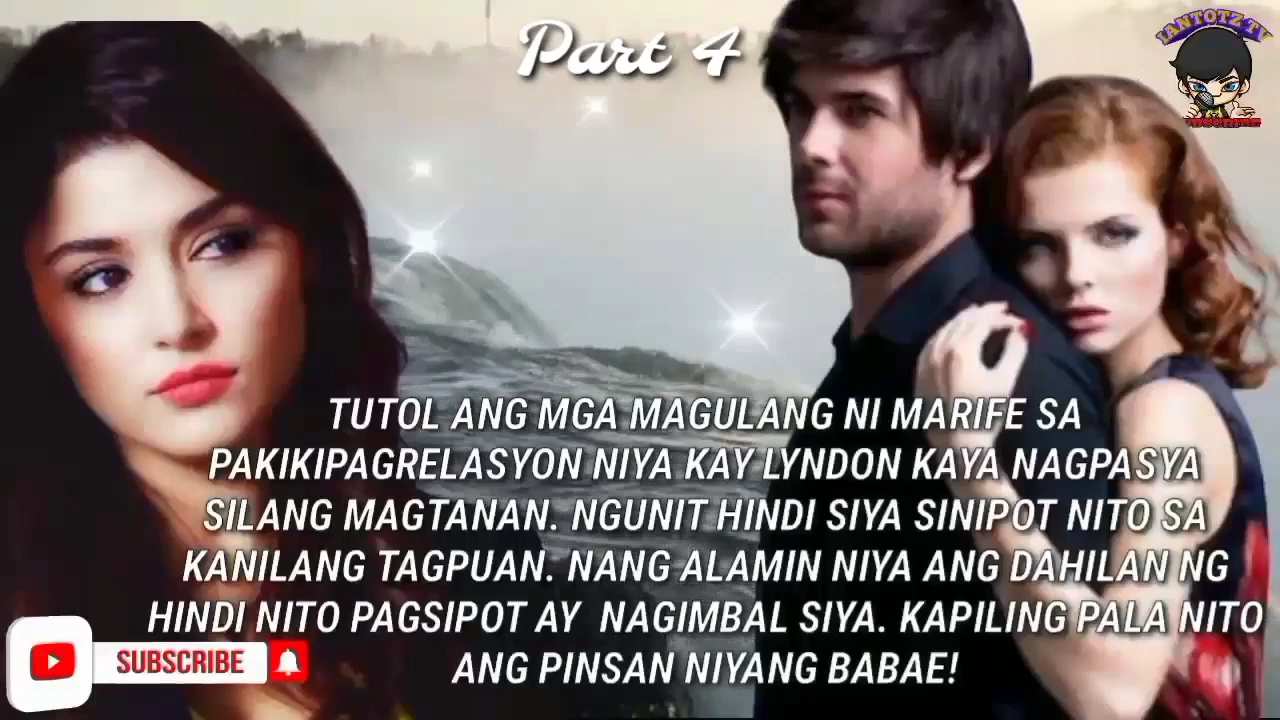 Part 4
IANTOTZ TV
TUTOL ANG MGA MAGULANG NI MARIFE SA
PAKIKIPAGRELASYON NIYA KAY LYNDON KAYA NAGPASYA
SILANG MAGTANAN. NGUNIT HINDI SIYA SINIPOT NITO SA
KANILANG TAGPUAN. NANG ALAMIN NIYA ANG DAHILAN NG
HINDI NITO PAGSIPOT AY NAGIMBAL SIYA. KAPILING PALA NITO
ANG PINSAN NIYANG BABAE!
SUBSCRIBE